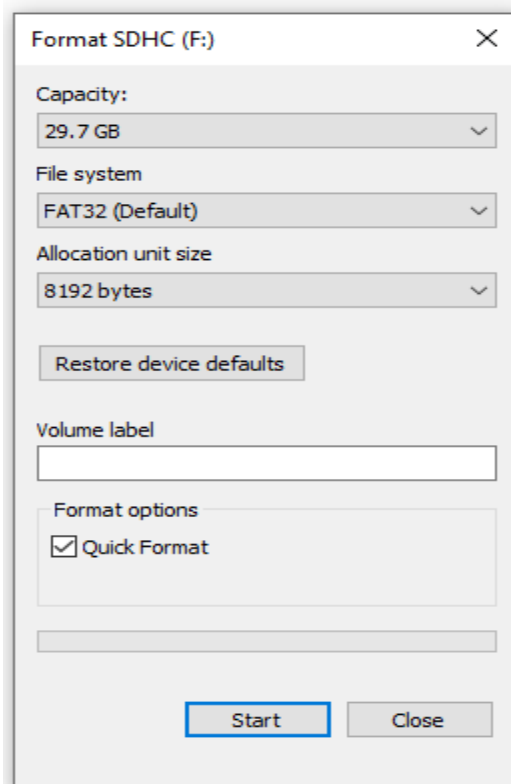 Format SDHC (F:)
Capacity:
29.7 GB
File system
FAT32 (Default)
Allocation unit size
8192 bytes
Restore device defaults
Volume label
Format options
Quick Format
Start Close